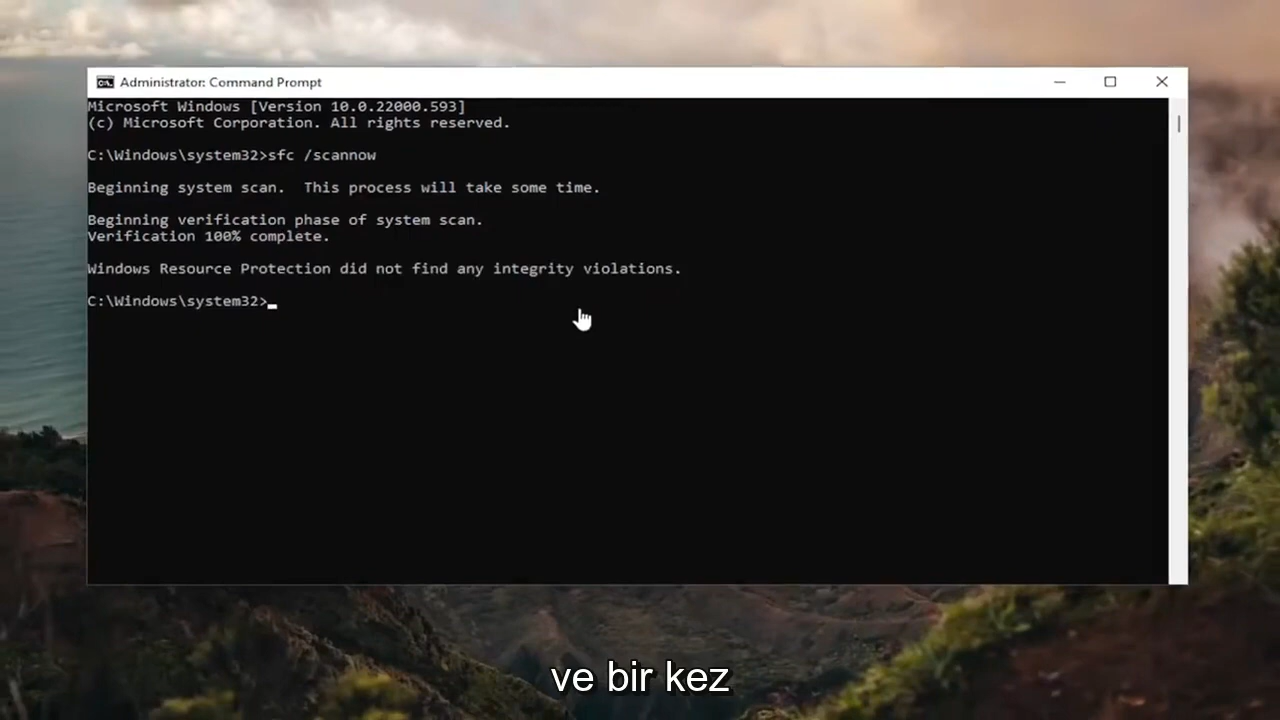 Administrator: Command Prompt
Microsoft Windows [Version 10.0.22000.593]
(c) Microsoft Corporation. All rights reserved.
C:\Windows\system32>sfc /scannow
Beginning system scan.  This process will take some time.
Beginning verification phase of system scan.
Verification 100% complete.
Windows Resource Protection did not find any integrity violations.
C:\Windows\system32>
ve bir kez